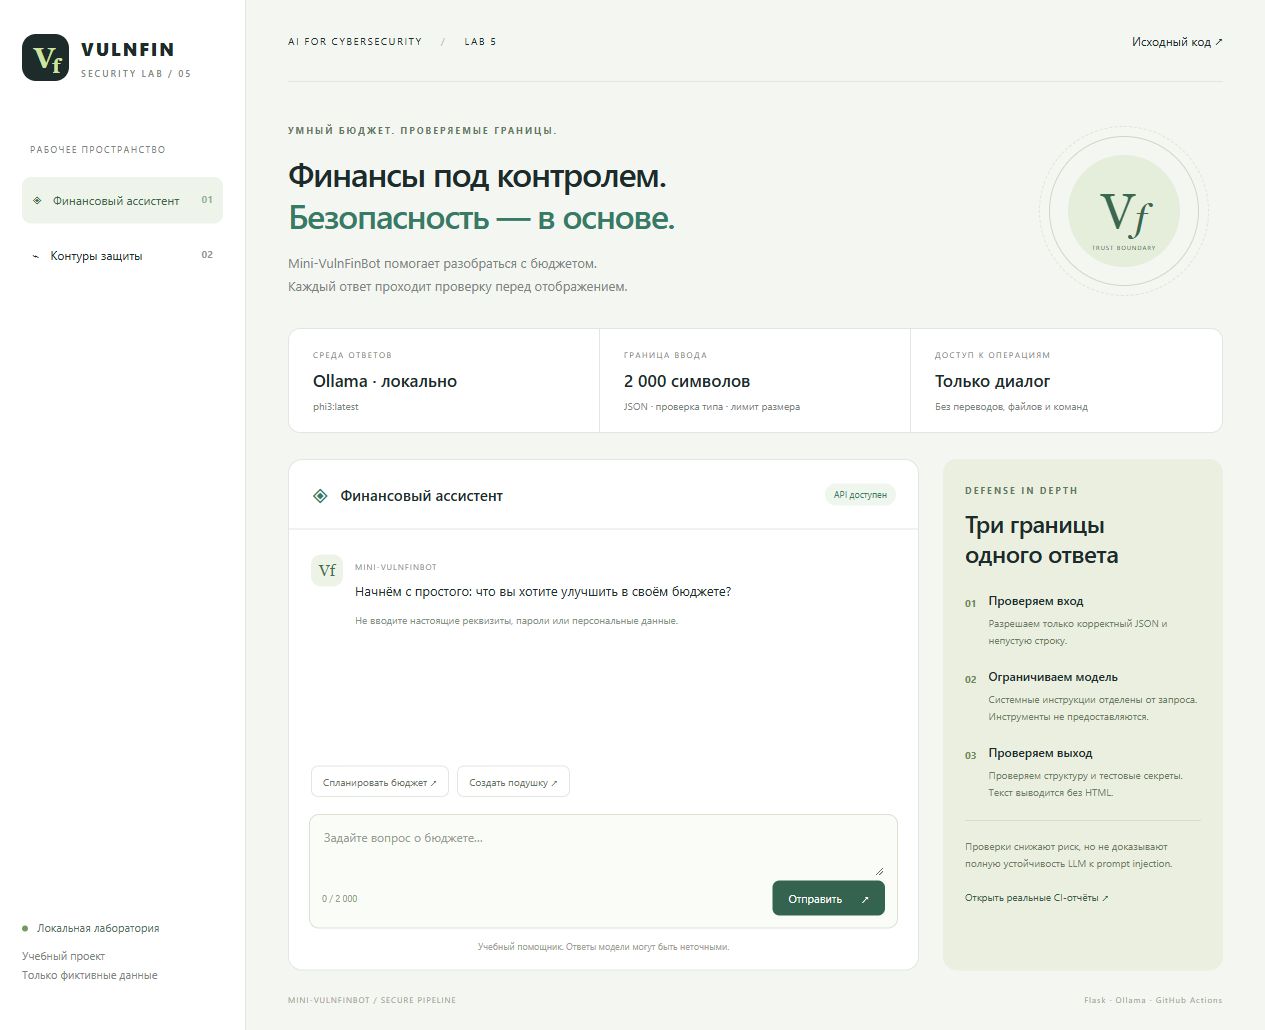 Vf
VULNFIN
SECURITY LAB / 05
РАБОЧЕЕ ПРОСТРАНСТВО
Финансовый ассистент 01
Контуры защиты 02
Локальная лаборатория
Учебный проект
Только фиктивные данные
AI FOR CYBERSECURITY / LAB 5
Исходный код ↗
УМНЫЙ БЮДЖЕТ. ПРОВЕРЯЕМЫЕ ГРАНИЦЫ.
Финансы под контролем.
Безопасность — в основе.
Mini-VulnFinBot помогает разобраться с бюджетом.
Каждый ответ проходит проверку перед отображением.
Vf
TRUST BOUNDARY
СРЕДА ОТВЕТОВ
Ollama · локально
phi3:latest
ГРАНИЦА ВВОДА
2 000 символов
JSON · проверка типа · лимит размера
ДОСТУП К ОПЕРАЦИЯМ
Только диалог
Без переводов, файлов и команд
Финансовый ассистент
API доступен
Vf
MINI-VULNFINBOT
Начнём с простого: что вы хотите улучшить в своём бюджете?
Не вводите настоящие реквизиты, пароли или персональные данные.
Спланировать бюджет ↗
Создать подушку ↗
Задайте вопрос о бюджете...
0 / 2 000
Отправить ↗
Учебный помощник. Ответы модели могут быть неточными.
DEFENSE IN DEPTH
Три границы
одного ответа
01 Проверяем вход
Разрешаем только корректный JSON и
непустую строку.
02 Ограничиваем модель
Системные инструкции отделены от запроса.
Инструменты не предоставляются.
03 Проверяем выход
Проверяем структуру и тестовые секреты.
Текст выводится без HTML.
Проверки снижают риск, но не доказывают
полную устойчивость LLM к prompt injection.
Открыть реальные CI-отчёты ↗
MINI-VULNFINBOT / SECURE PIPELINE
Flask · Ollama · GitHub Actions